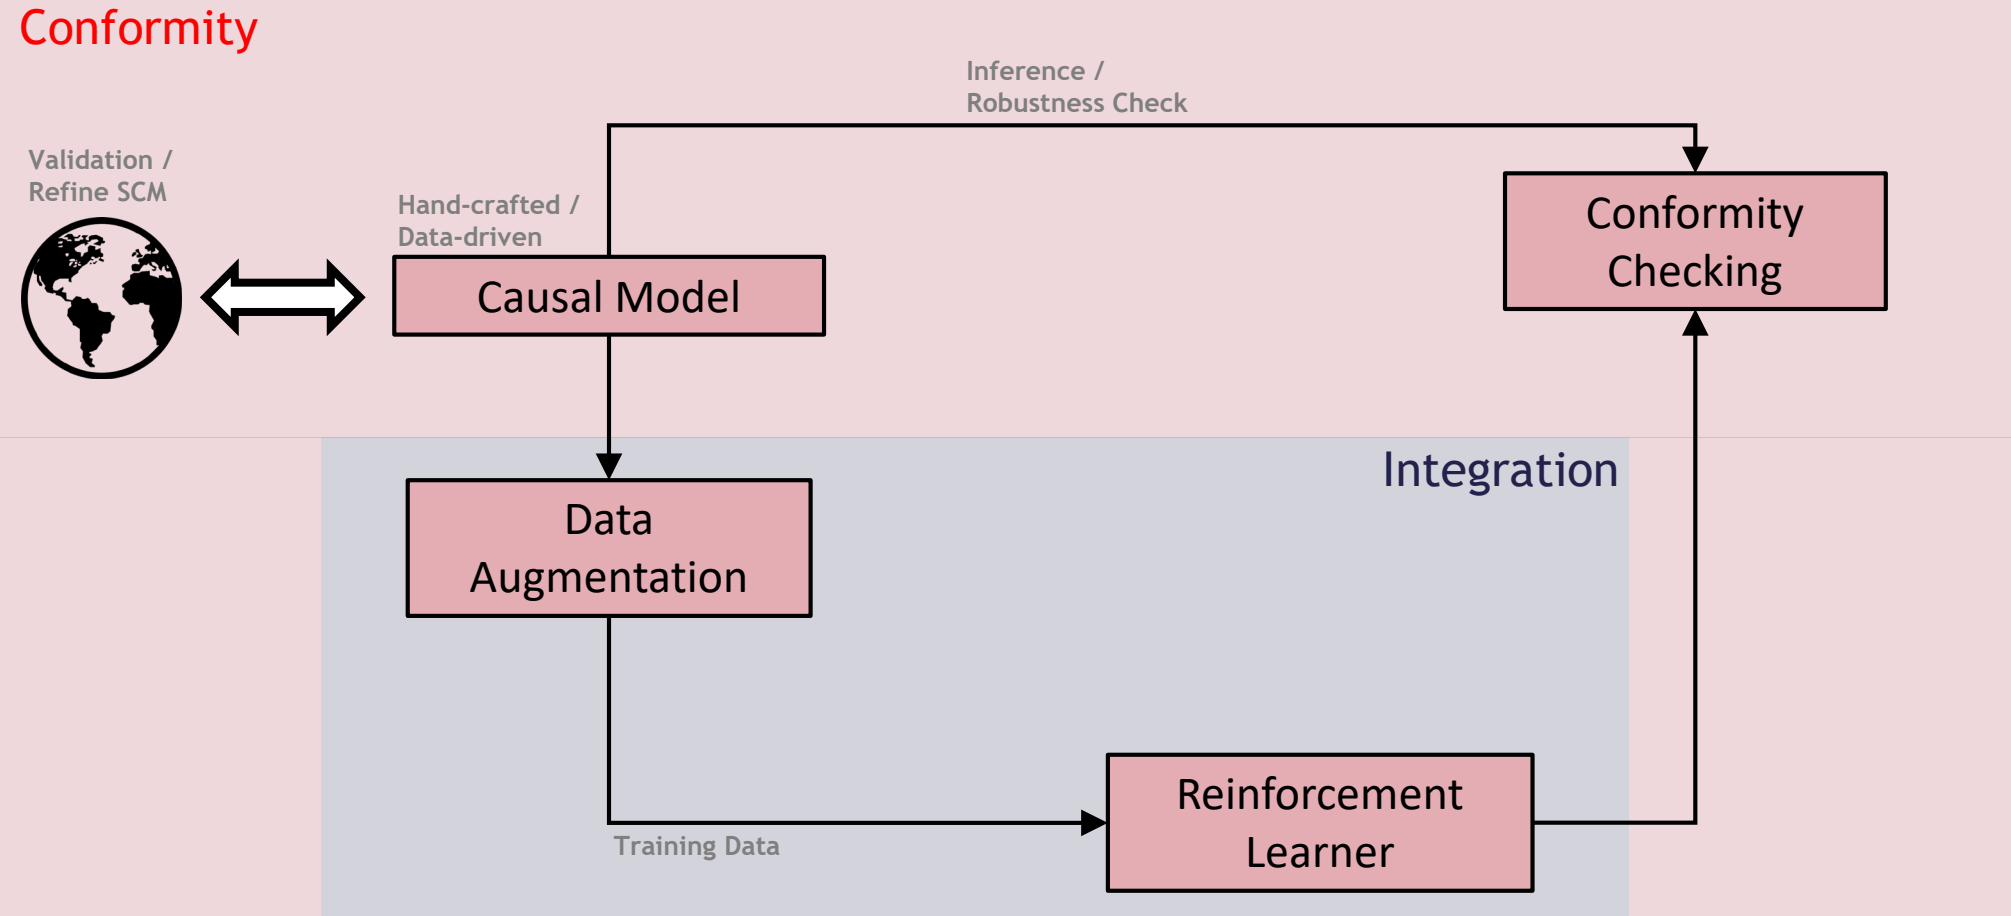 Conformity
Inference /
Robustness Check
Validation /
Refine SCM
Hand-crafted /
Data-driven
Causal Model
Conformity
Checking
Integration
Data
Augmentation
Training Data
Reinforcement
Learner